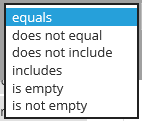 equals
does not equal
does not include
includes
is empty
is not empty